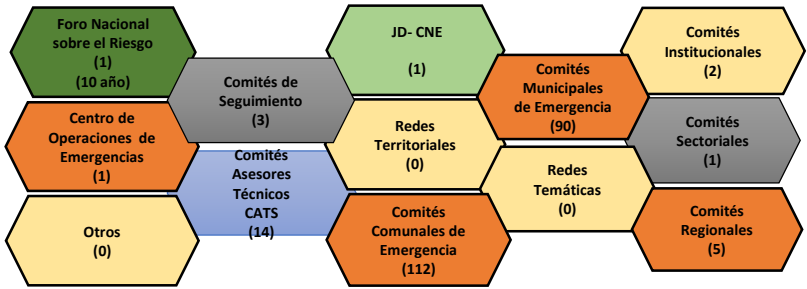 Foro Nacional
sobre el Riesgo
(1)
(10 año)
Centro de
Operaciones de
Emergencias
(1)
Otros
(0)
Comités de
Seguimiento
(3)
Comités
Asesores
Técnicos
CATS
(14)
JD- CNE
(1)
Redes
Territoriales
(0)
Comités
Comunales de
Emergencia
(112)
Comités
Municipales
de Emergencia
(90)
Redes
Temáticas
(0)
Comités
Institucionales
(2)
Comités
Sectoriales
(1)
Comités
Regionales
(5)